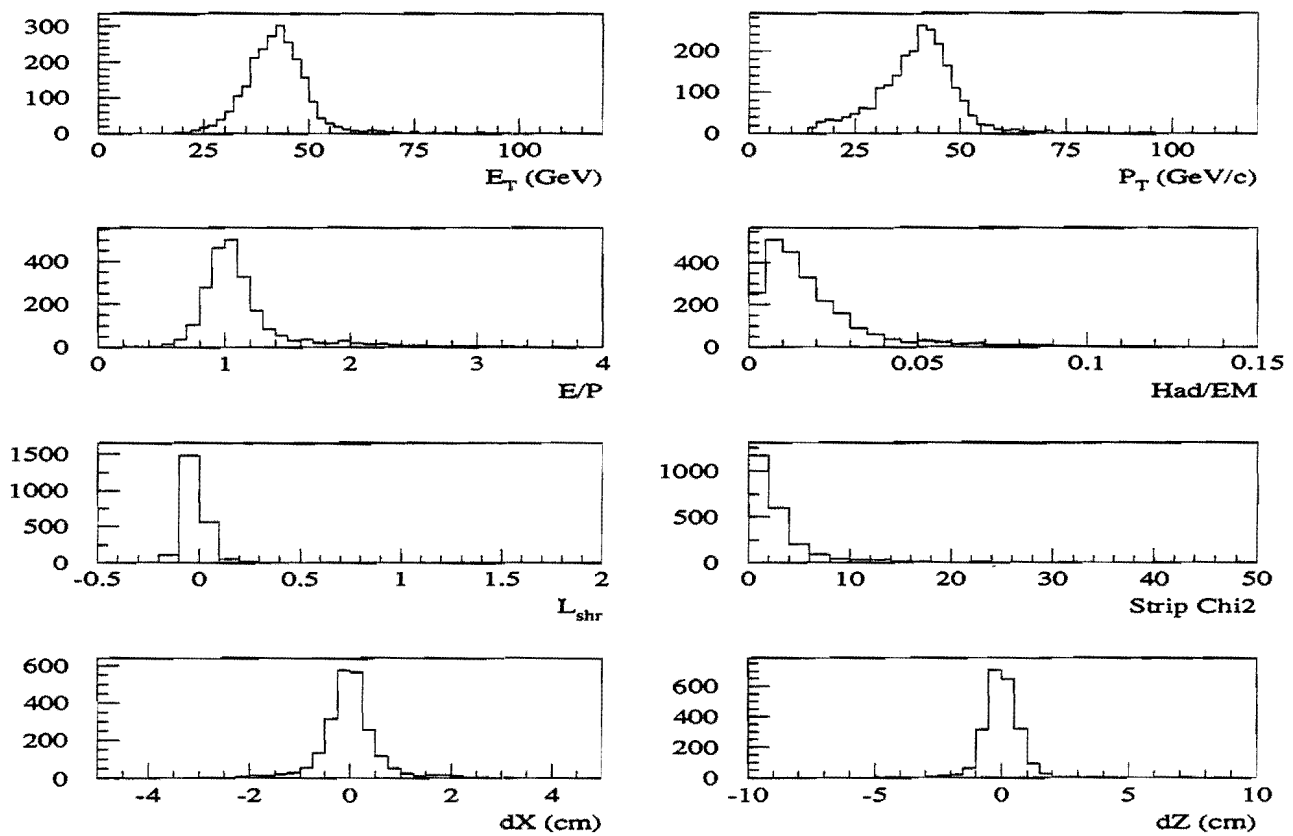 300
200
100
0
0 25 50 75 100
E_T (GeV)
200
100
0
0 25 50 75 100
P_T (GeV/c)
400
200
0
0 1 2 3 4
E/P
400
200
0
0 0.05 0.1 0.15
Had/EM
1500
1000
500
0
-0.5 0 0.5 1 1.5 2
L_shr
1000
500
0
0 10 20 30 40 50
Strip Chi2
600
400
200
0
-4 -2 0 2 4
dX (cm)
600
400
200
0
-10 -5 0 5 10
dZ (cm)